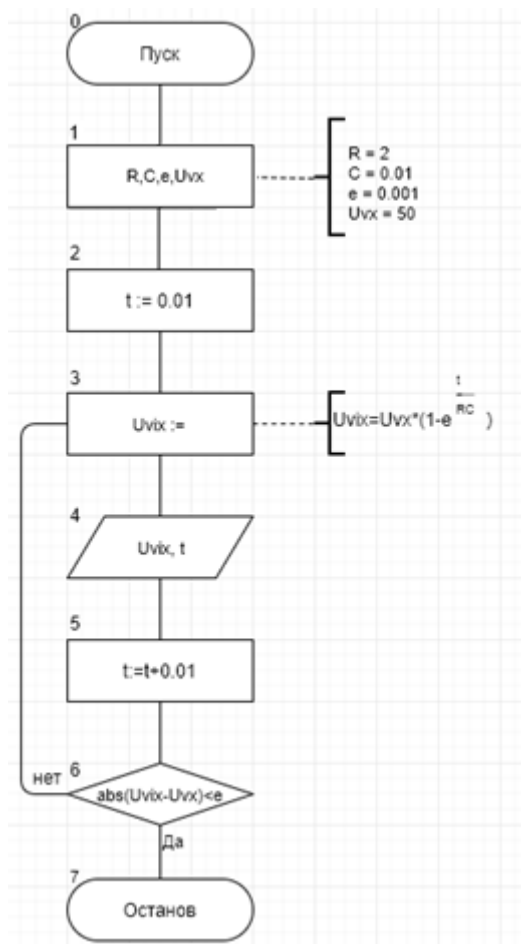 0
Пуск
1
R,C,e,Uvx
R = 2
C = 0.01
e = 0.001
Uvx = 50
2
t := 0.01
3
Uvix :=
Uvix=Uvx*(1-e^(t/RC) )
4
Uvix, t
5
t:=t+0.01
6
нет
abs(Uvix-Uvx)<e
Да
7
Останов